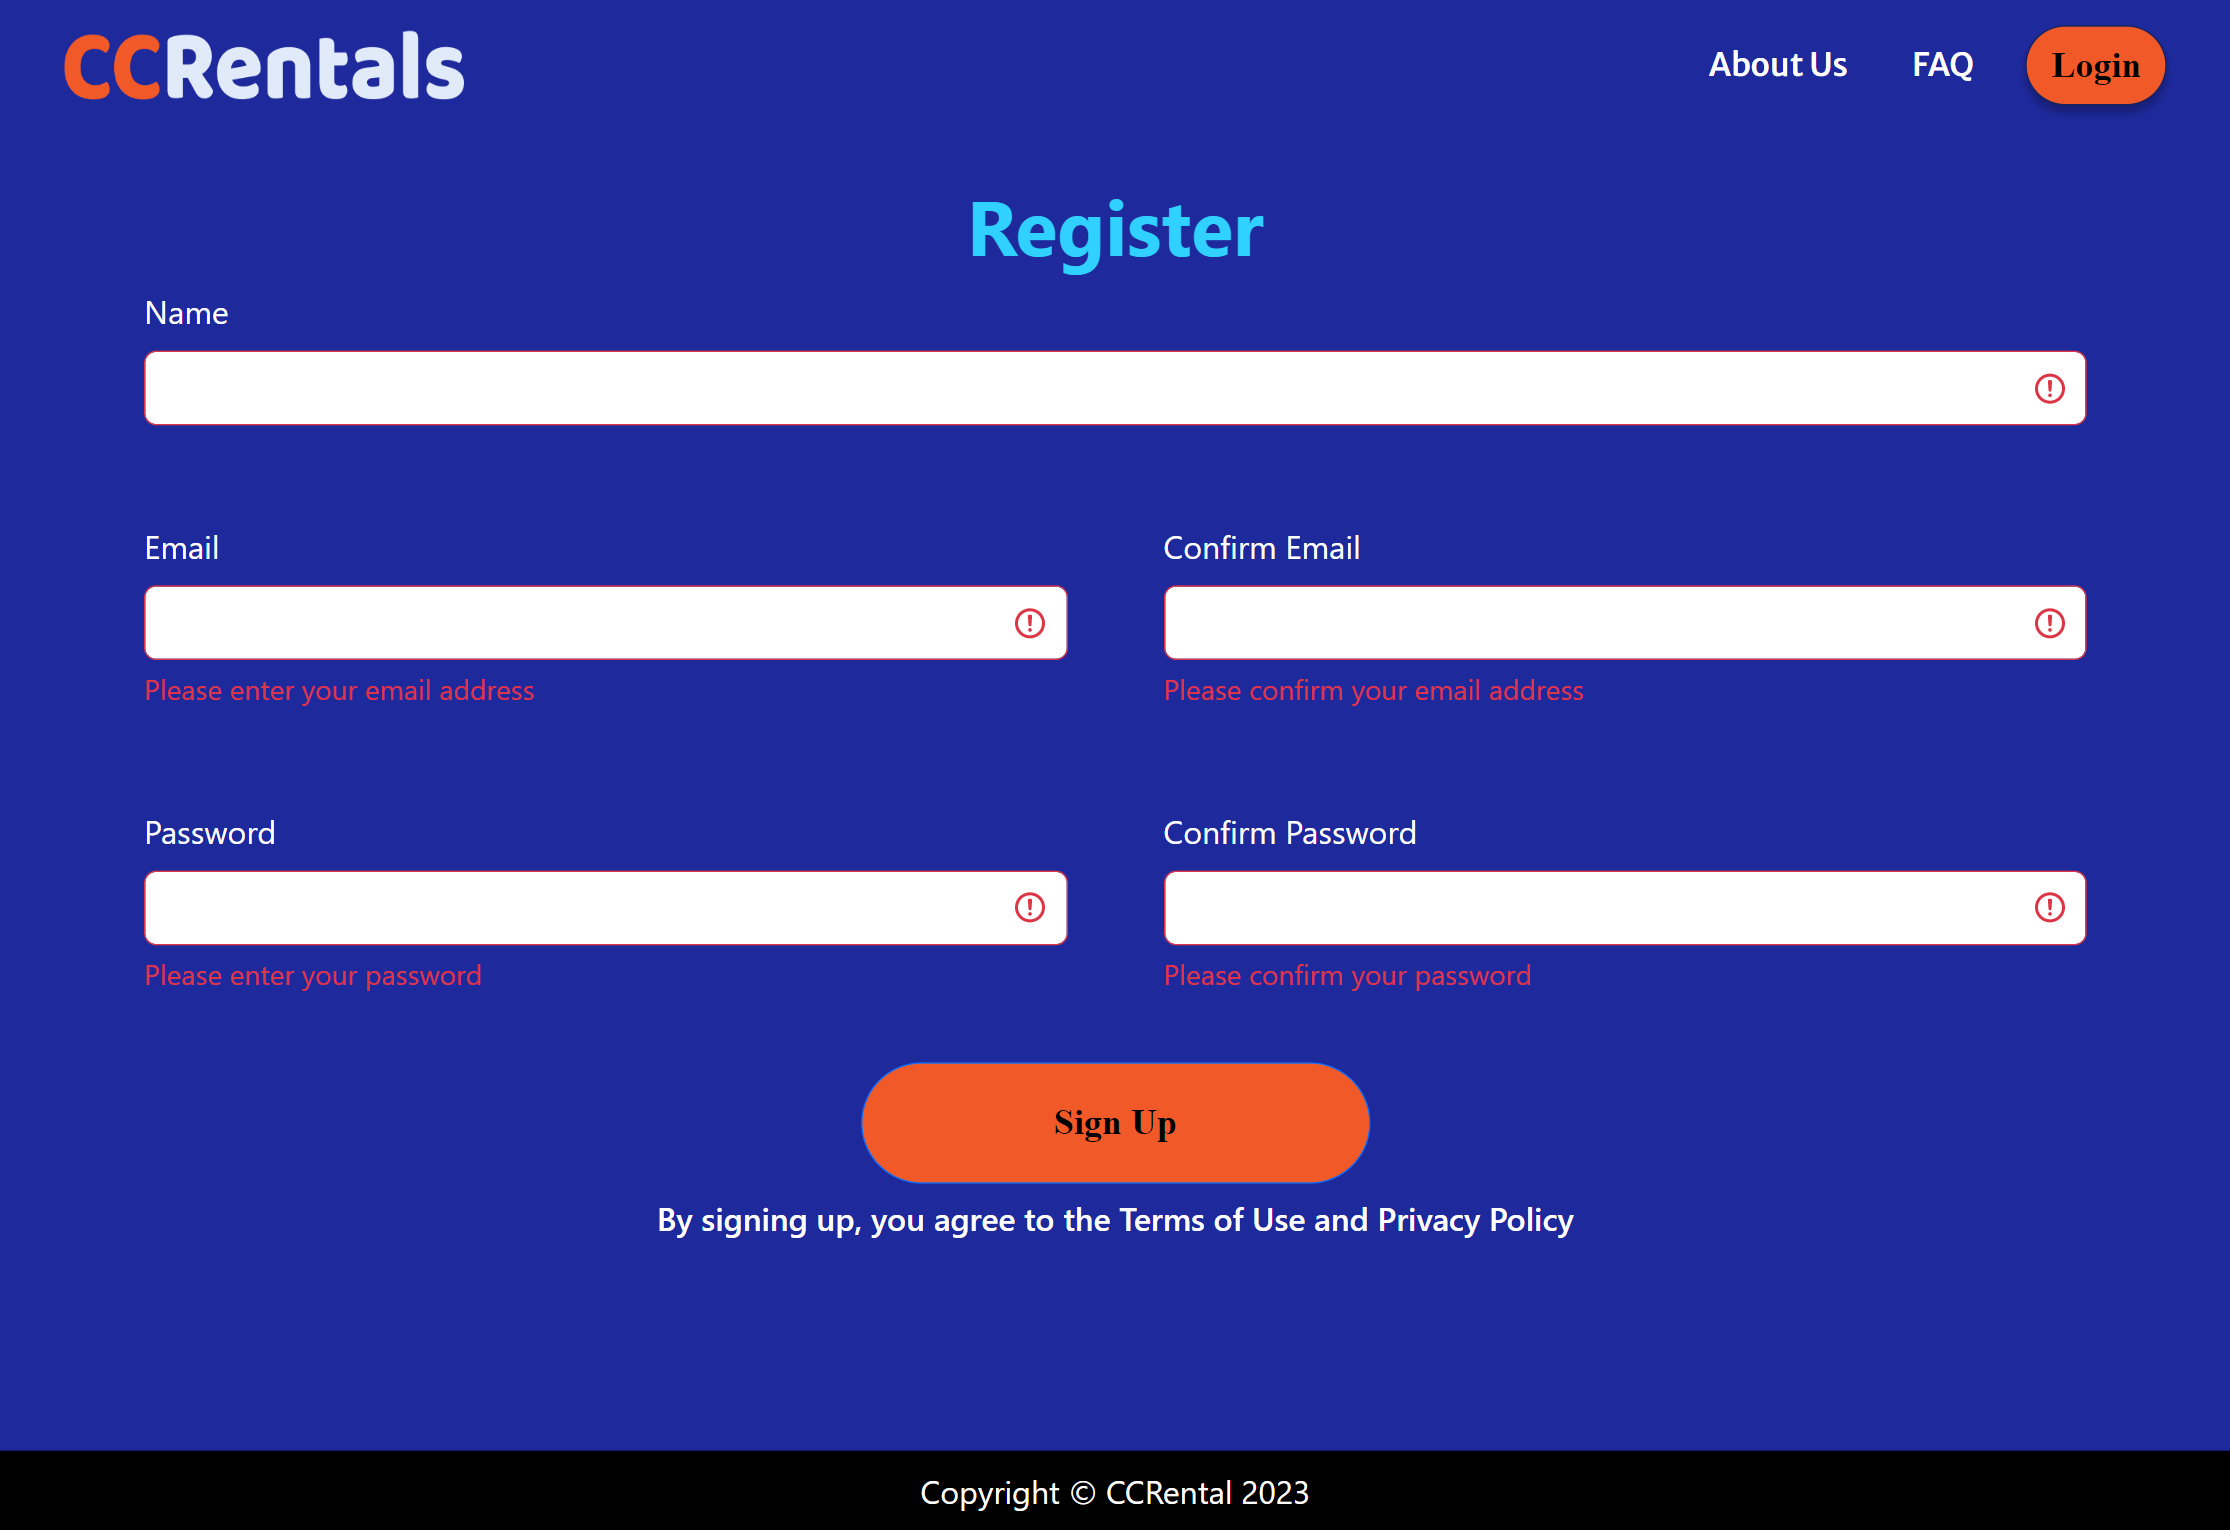 CCRentals
About Us
FAQ
Login
Register
Name
Email
Confirm Email
Please enter your email address
Please confirm your email address
Password
Confirm Password
Please enter your password
Please confirm your password
Sign Up
By signing up, you agree to the Terms of Use and Privacy Policy
Copyright © CCRental 2023